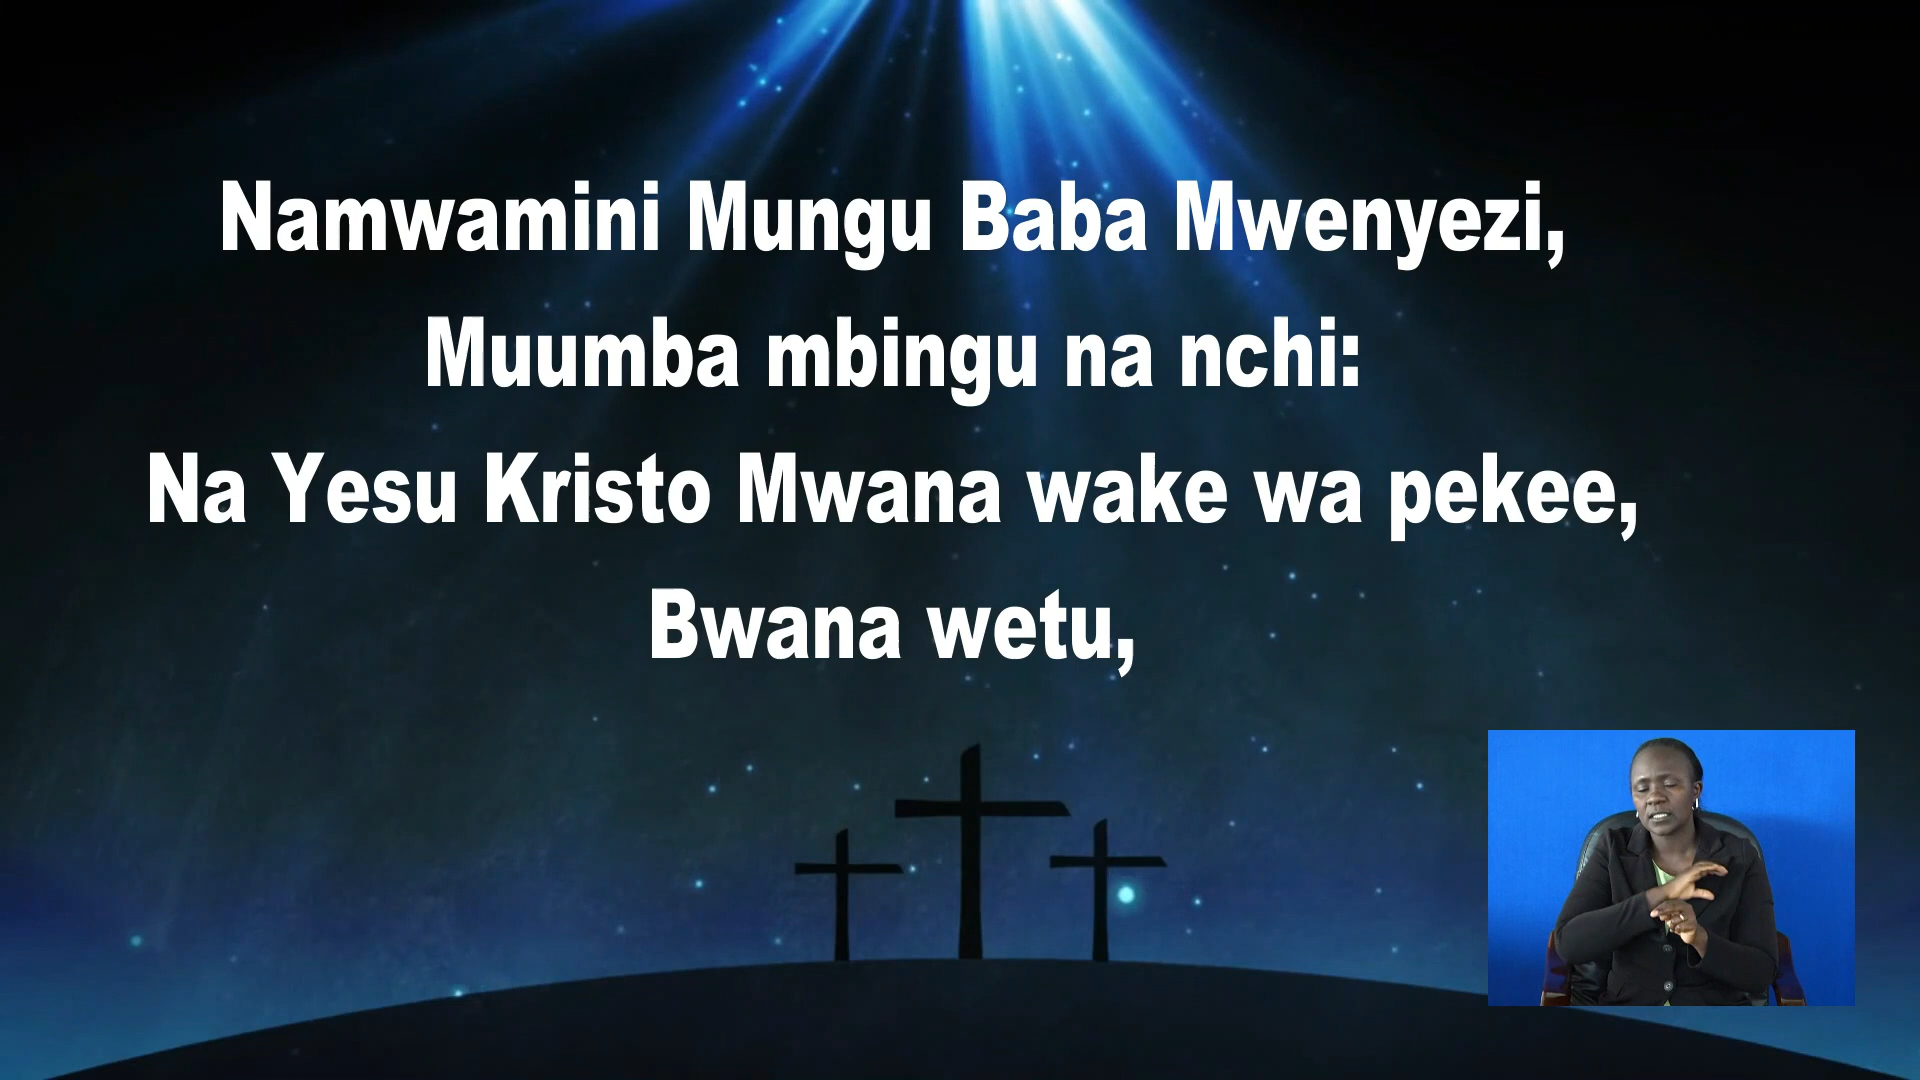 Namwamini Mungu Baba Mwenyezi,
Muumba mbingu na nchi:
Na Yesu Kristo Mwana wake wa pekee,
Bwana wetu,